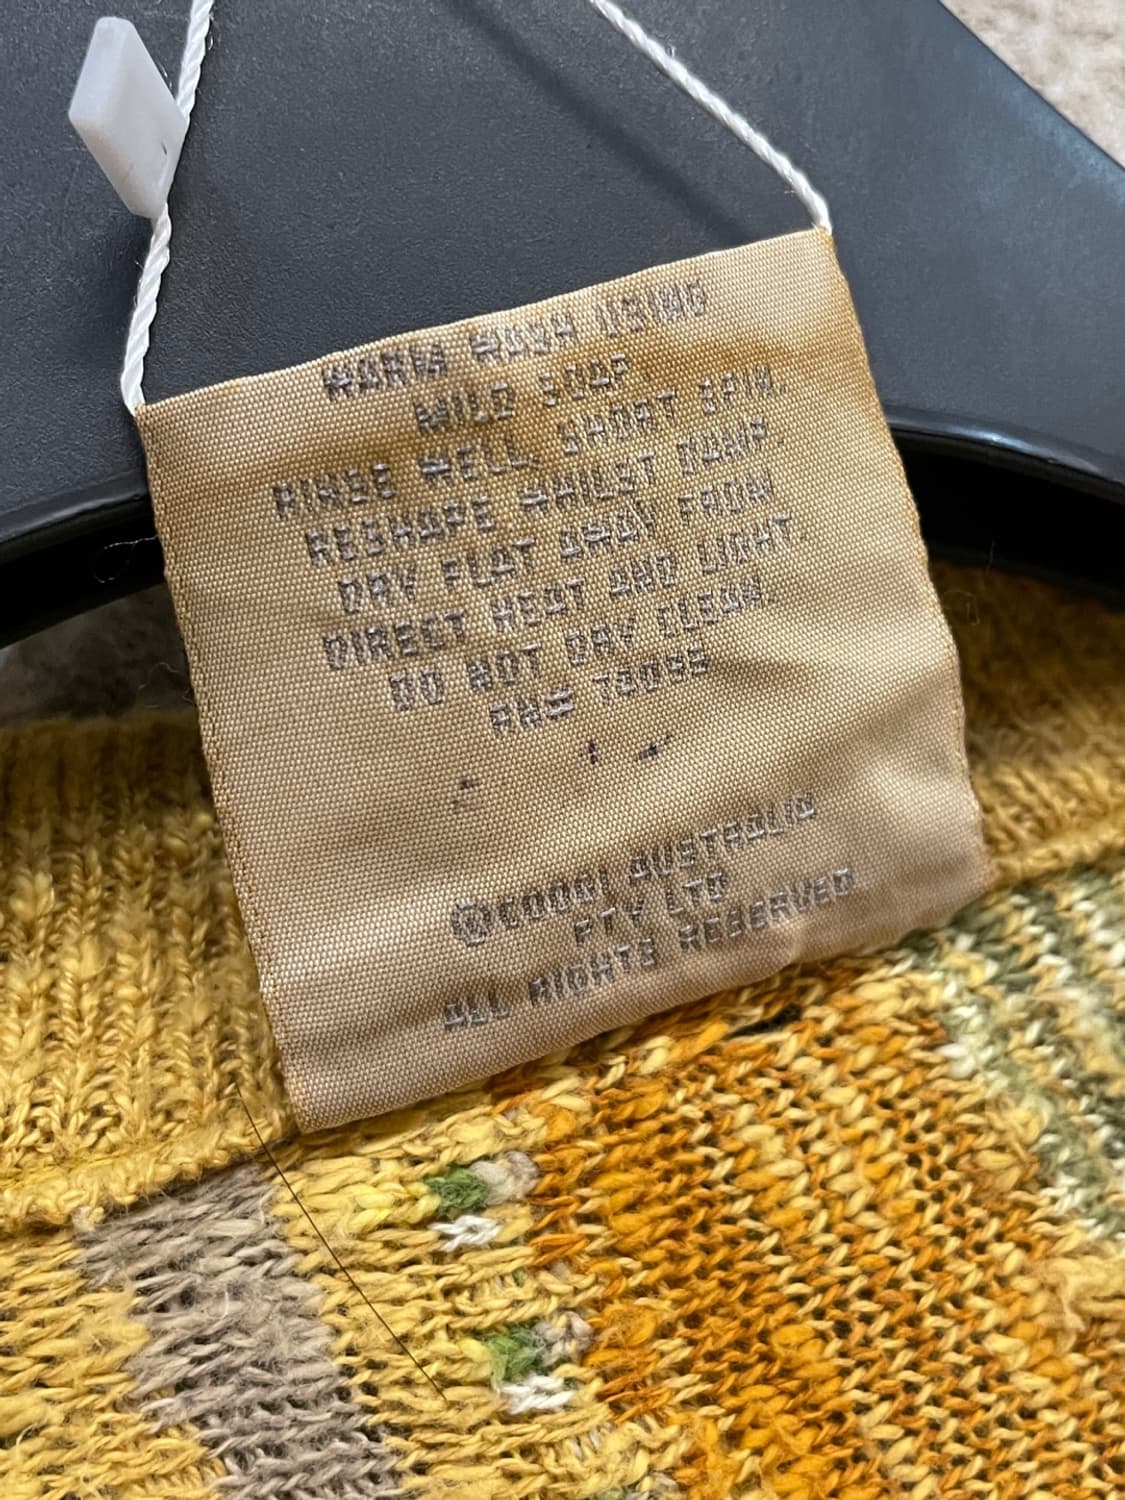 WARM WASH USING
MILD SOAP.
RINSE WELL. SHORT SPIN.
RESHAPE WHILST DAMP.
DRY FLAT AWAY FROM
DIRECT HEAT AND LIGHT.
DO NOT DRY CLEAN.
RN#
©COOGI AUSTRALIA
PTY LTD
ALL RIGHTS RESERVED